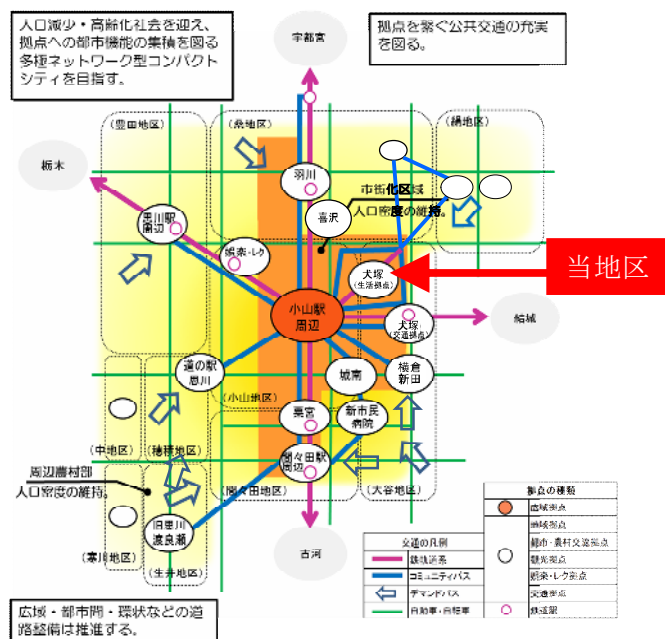 人口減少・高齢化社会を迎え、
拠点への都市機能の集積を図る
多極ネットワーク型コンパクト
シティを目指す。
拠点を繋ぐ公共交通の充実
を図る。
宇都宮
(豊田地区)
(桑地区)
(絹地区)
栃木
羽川
市街化区域
人口密度の維持。
喜沢
思川駅
周辺
娯楽・レク
犬塚
(生活拠点)
当地区
小山駅
周辺
犬塚
(交通拠点)
結城
道の駅
思川
城南
横倉
新田
(小山地区)
粟宮
新市民
病院
(中地区)
(穂積地区)
間々田駅
周辺
(間々田地区)
(大谷地区)
周辺農村部
人口密度の維持。
旧思川
渡良瀬
(寒川地区)
(生井地区)
古河
交通の凡例
鉄軌道系
コミュニティバス
デマンドバス
自動車・自転車
拠点の種類
広域拠点
地域拠点
都市・農村交流拠点
観光拠点
娯楽・レク拠点
交通拠点
鉄道駅
広域・都市間・環状などの道
路整備は推進する。